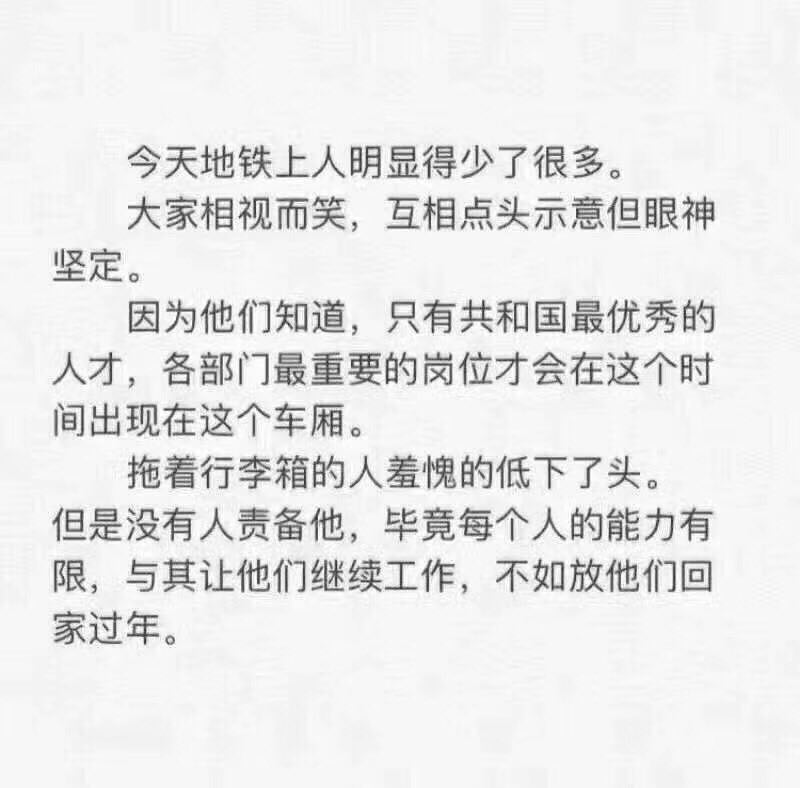 今天地铁上人明显得少了很多。
大家相视而笑，互相点头示意但眼神
坚定。
因为他们知道，只有共和国最优秀的
人才，各部门最重要的岗位才会在这个时
间出现在这个车厢。
拖着行李箱的人羞愧的低下了头。
但是没有人责备他，毕竟每个人的能力有
限，与其让他们继续工作，不如放他们回
家过年。